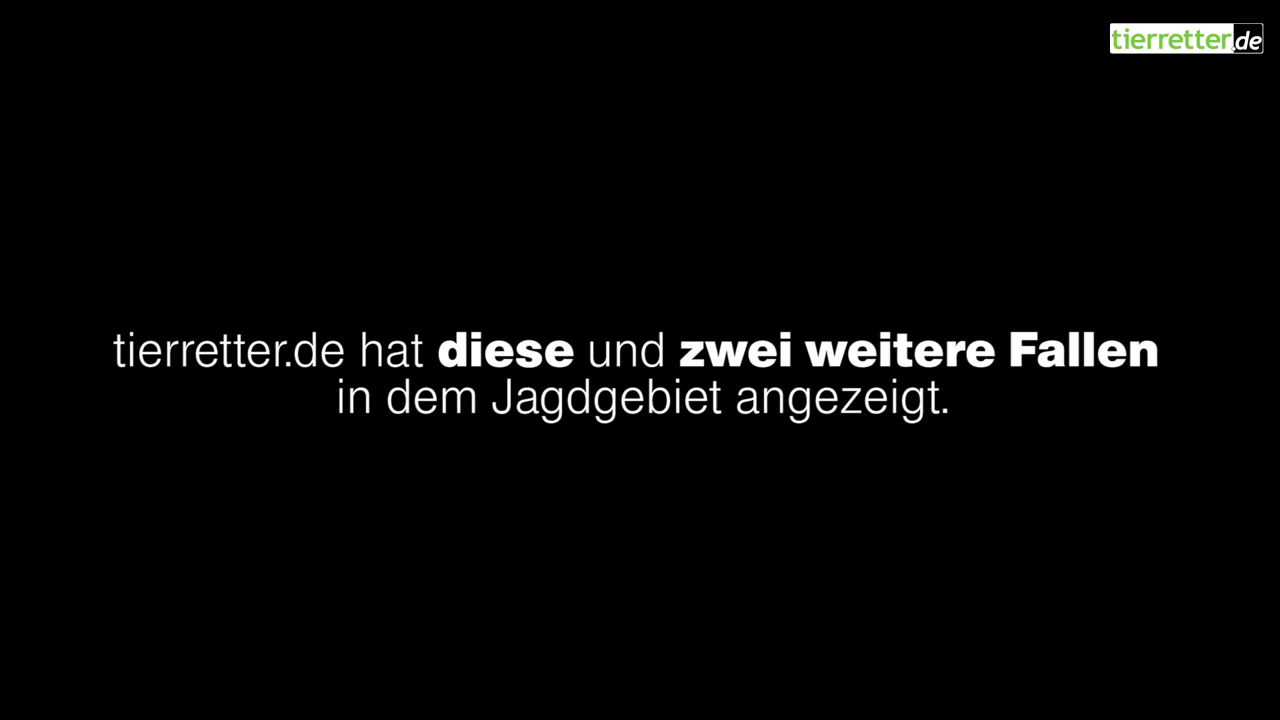 tierretter.de
tierretter.de hat diese und zwei weitere Fallen
in dem Jagdgebiet angezeigt.